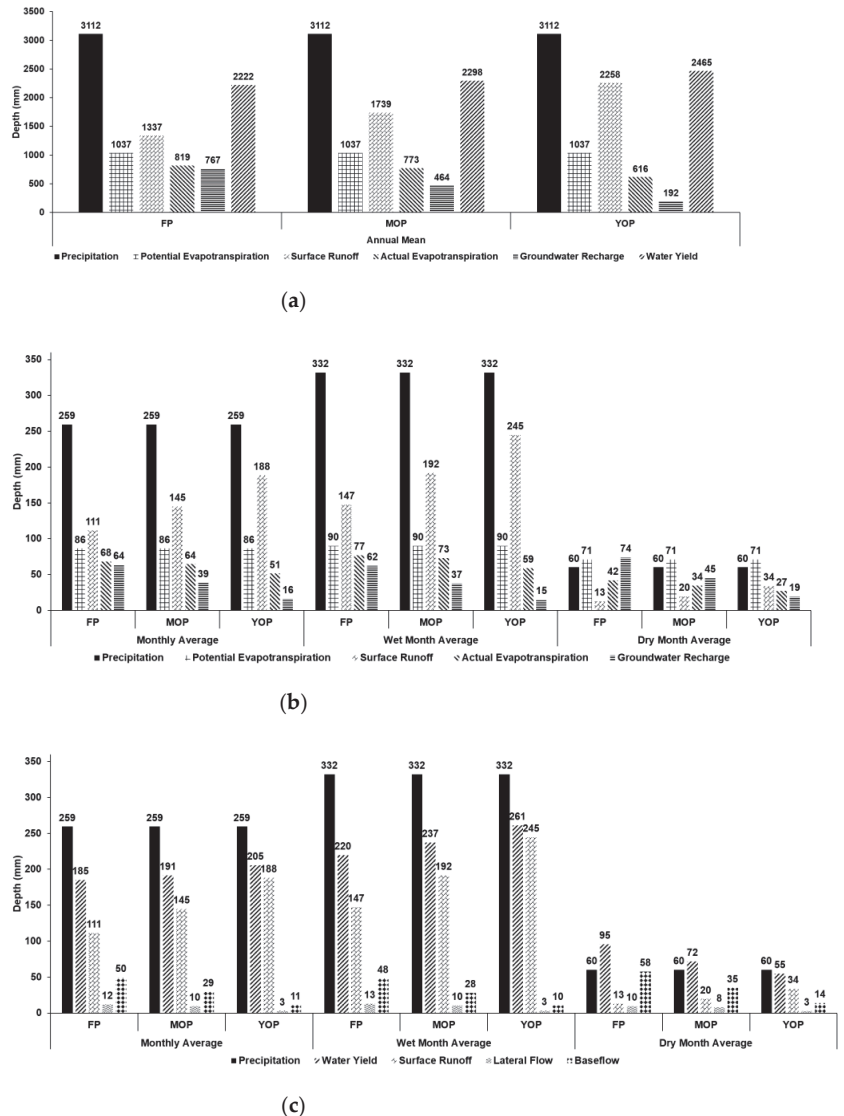 3500
3112
3112
3112
3000
2500
2222
2298
2258
2465
2000
1739
1500
1337
1037
1037
1037
1000
819
767
773
616
464
500
192
0
FP
MOP
YOP
Annual Mean
Depth (mm)
■ Precipitation Potential Evapotranspiration Surface Runoff Actual Evapotranspiration Groundwater Recharge Water Yield
(a)
350
332 332 332
300
259 259 259
250
245
200
188 192
150
145 147
111
100
86 68 64 86 64 39 86 51 16 90 77 62 90 73 37 90 59 15 60 71 13 42 74 60 71 20 34 45 60 71 34 27 19
50
0
FP MOP YOP FP MOP YOP FP MOP YOP
Monthly Average Wet Month Average Dry Month Average
Depth (mm)
■ Precipitation Potential Evapotranspiration Surface Runoff Actual Evapotranspiration Groundwater Recharge
(b)
350
332 332 332
300
259 259 259 261
250
237 245
220
200
185 191 205 188 192
150
145 147
111
100
95
50
12 50 10 29 3 11 13 48 10 28 3 10 60 13 10 58 60 72 20 8 35 60 55 34 3 14
0
FP MOP YOP FP MOP YOP FP MOP YOP
Monthly Average Wet Month Average Dry Month Average
Depth (mm)
■ Precipitation Water Yield Surface Runoff Lateral Flow Baseflow
(c)